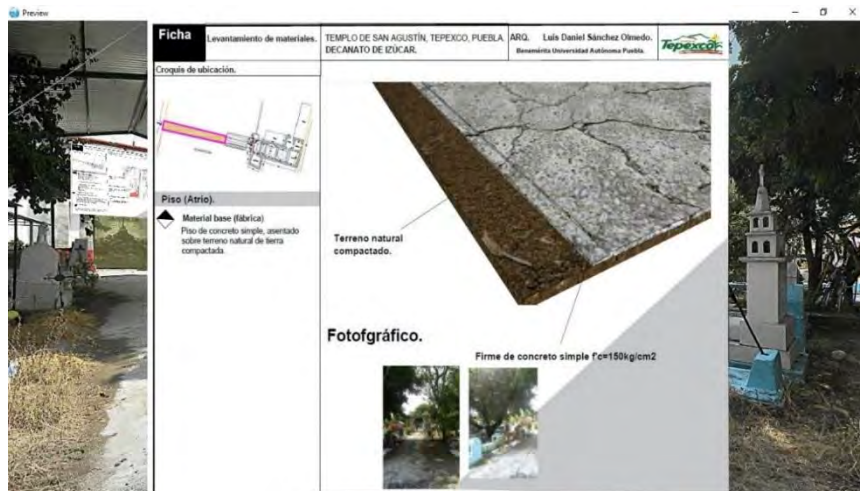 Preview
Ficha
Levantamiento de materiales.
TEMPLO DE SAN AGUSTÍN, TEPEXCO, PUEBLA.
DECANATO DE IZÚCAR.
ARQ. Luis Daniel Sánchez Olmedo.
Benemérita Universidad Autónoma Puebla.
Tepexco
Croquis de ubicación.
Piso (Atrio).
Material base (fábrica)
Piso de concreto simple, asentado
sobre terreno natural de tierra
compactada.
Terreno natural
compactado.
Fotofgráfico.
Firme de concreto simple f'c=150kg/cm2